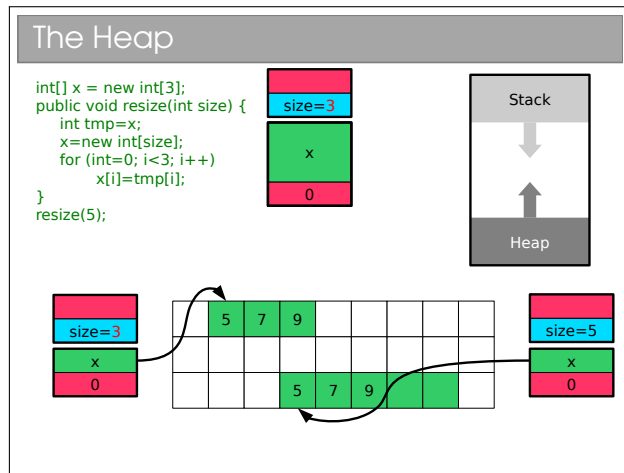 The Heap
int[] x = new int[3];
public void resize(int size) {
int tmp=x;
x=new int[size];
for (int=0; i<3; i++)
x[i]=tmp[i];
}
resize(5);
size=3
x
0
Stack
Heap
size=3
x
0
5 7 9
5 7 9
size=5
x
0